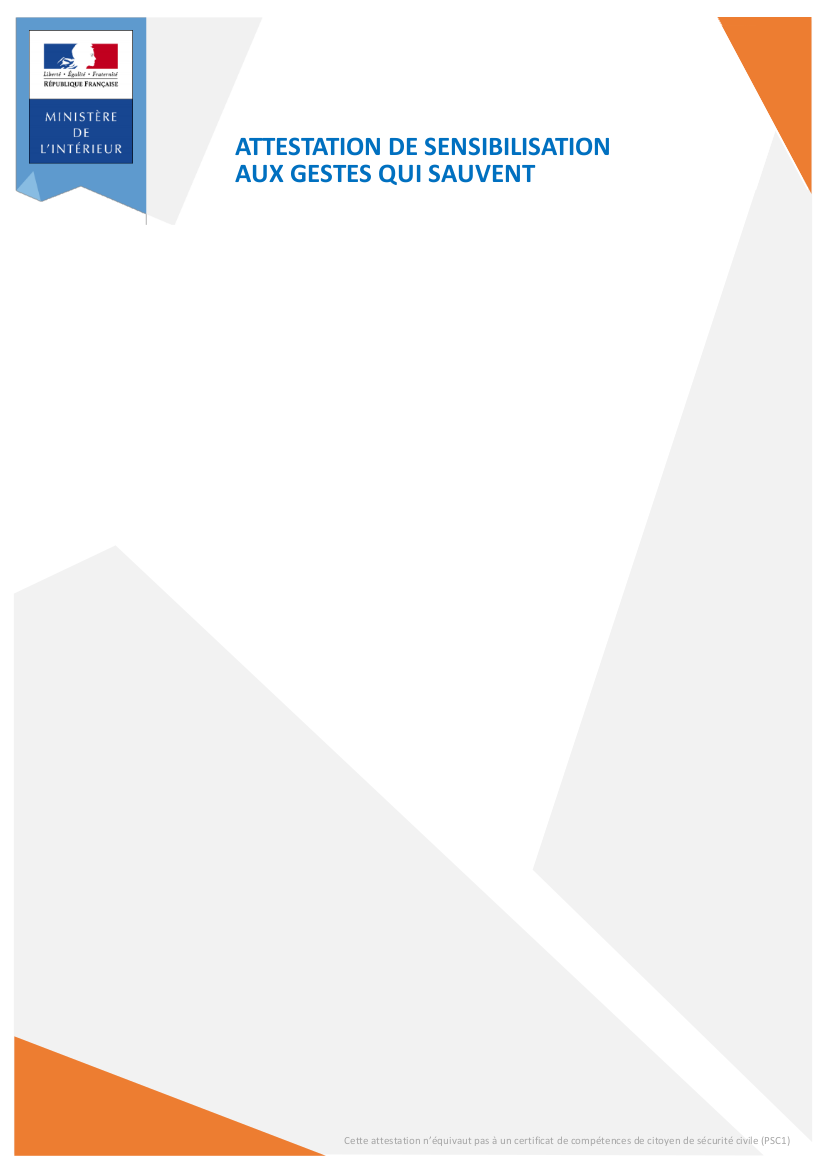 Liberté • Égalité • Fraternité
RÉPUBLIQUE FRANÇAISE
MINISTÈRE
DE
L'INTÉRIEUR
ATTESTATION DE SENSIBILISATION
AUX GESTES QUI SAUVENT
Cette attestation n'équivaut pas à un certificat de compétences de citoyen de sécurité civile (PSC1)